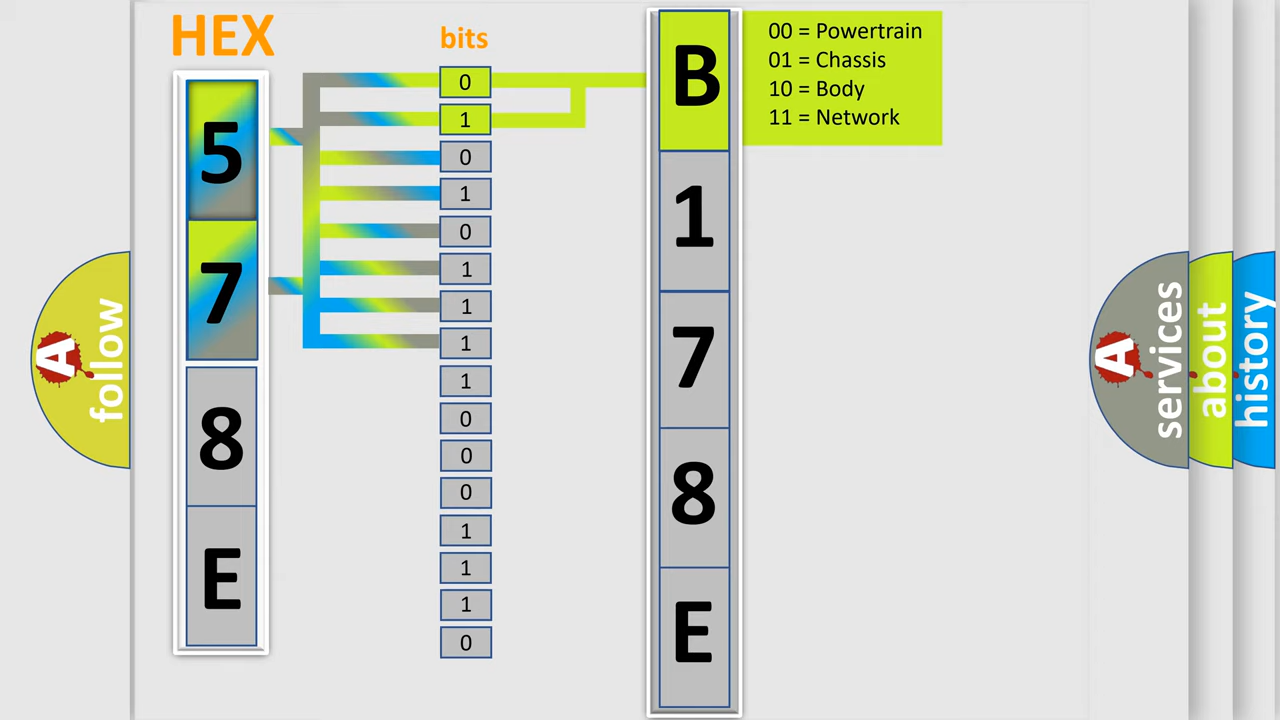 HEX
bits
5
7
8
E
0
1
0
1
0
1
1
1
1
0
0
0
1
1
1
0
B
1
7
8
E
00 = Powertrain
01 = Chassis
10 = Body
11 = Network
A
follow
A
services
about
history